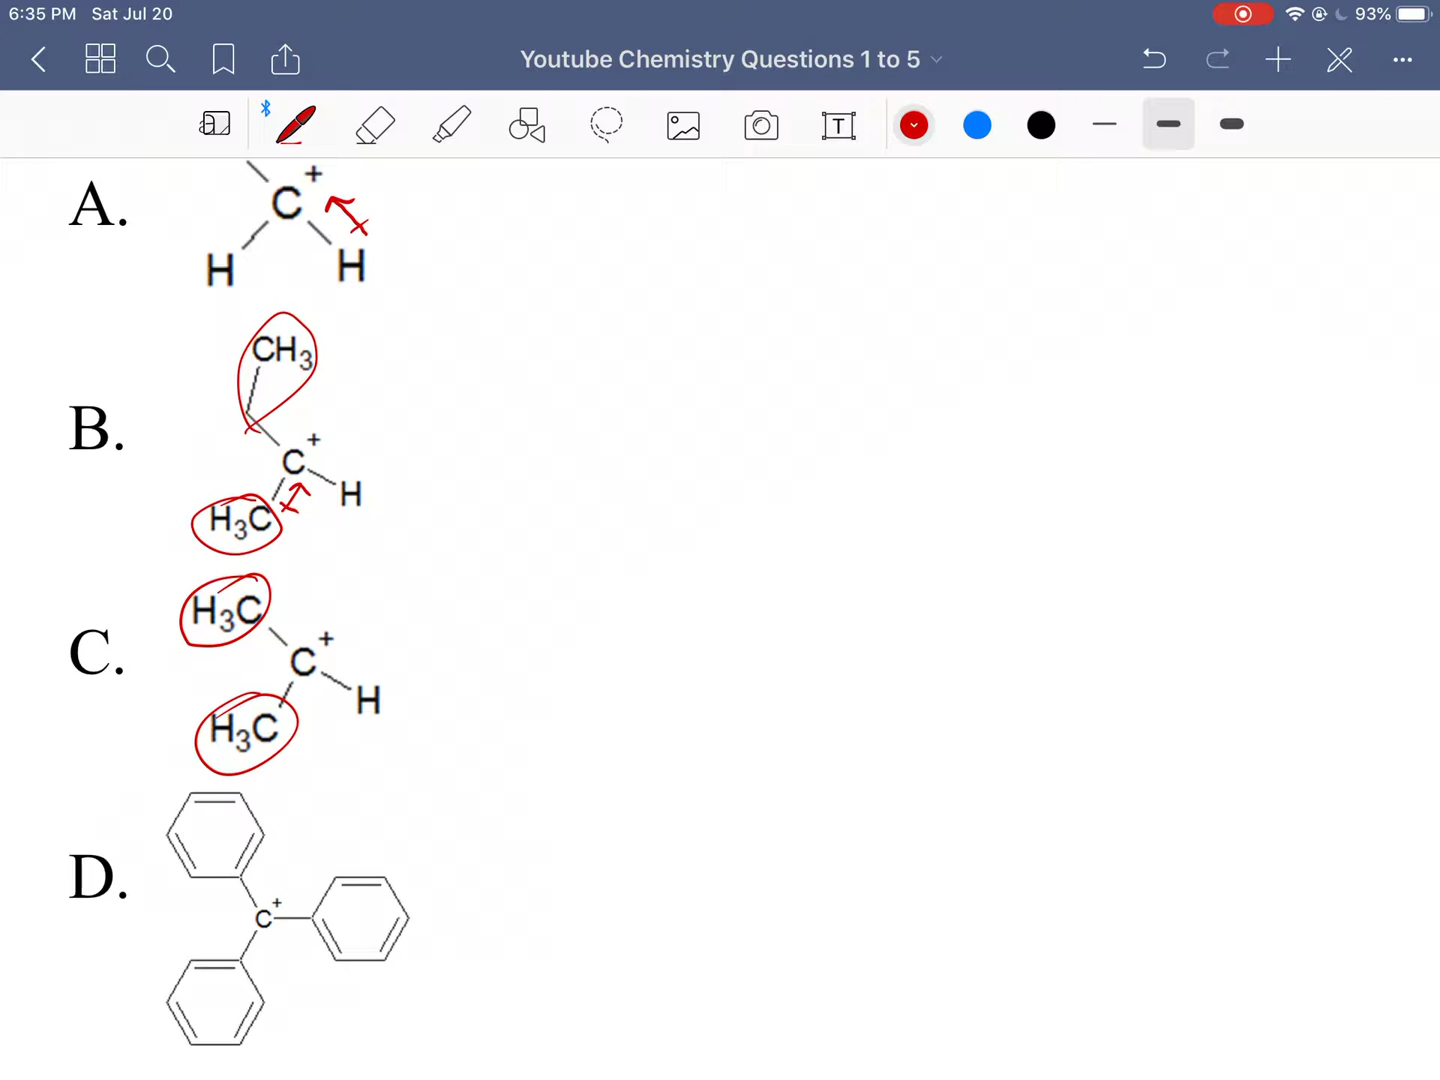 6:35 PM Sat Jul 20
93%
Youtube Chemistry Questions 1 to 5
T
A.
C+
H H
B.
CH3
C+
H
H3C
C.
H3C
C+
H
H3C
D.
C+